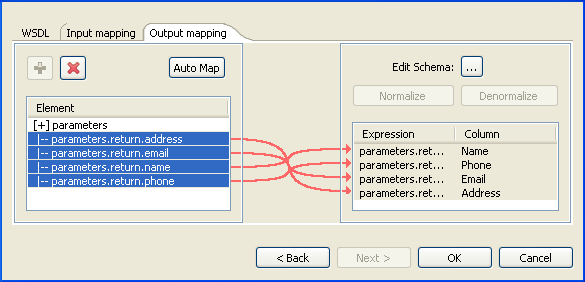 WSDL Input mapping Output mapping
Auto Map
Edit Schema: ...
Normalize Denormalize
Element
[+] parameters
|-- parameters.return.address
|-- parameters.return.email
|-- parameters.return.name
|-- parameters.return.phone
Expression Column
parameters.ret... Name
parameters.ret... Phone
parameters.ret... Email
parameters.ret... Address
< Back Next > OK Cancel